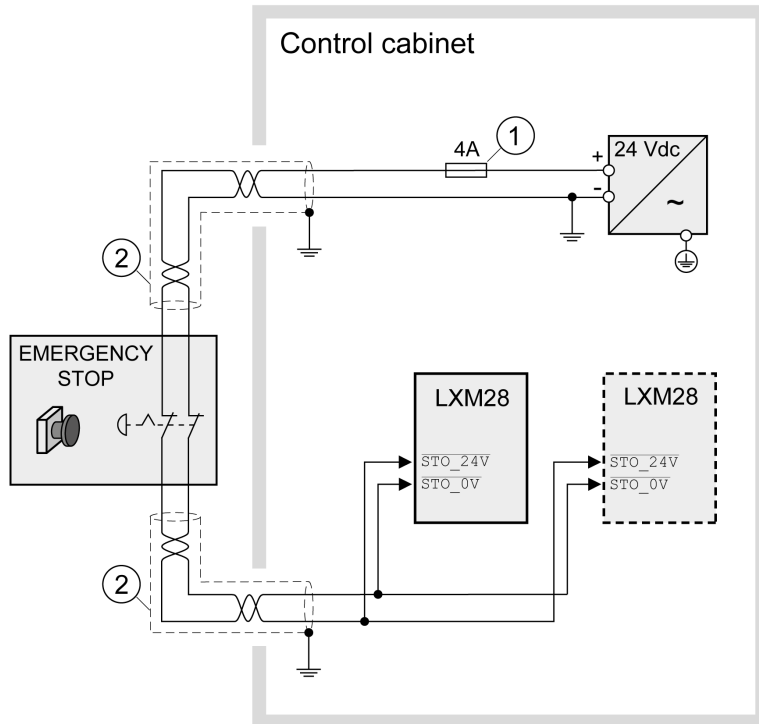 Control cabinet
4A
1
+
24 Vdc
-
~
2
EMERGENCY
STOP
LXM28
LXM28
STO_24V
STO_0V
STO_24V
STO_0V
2